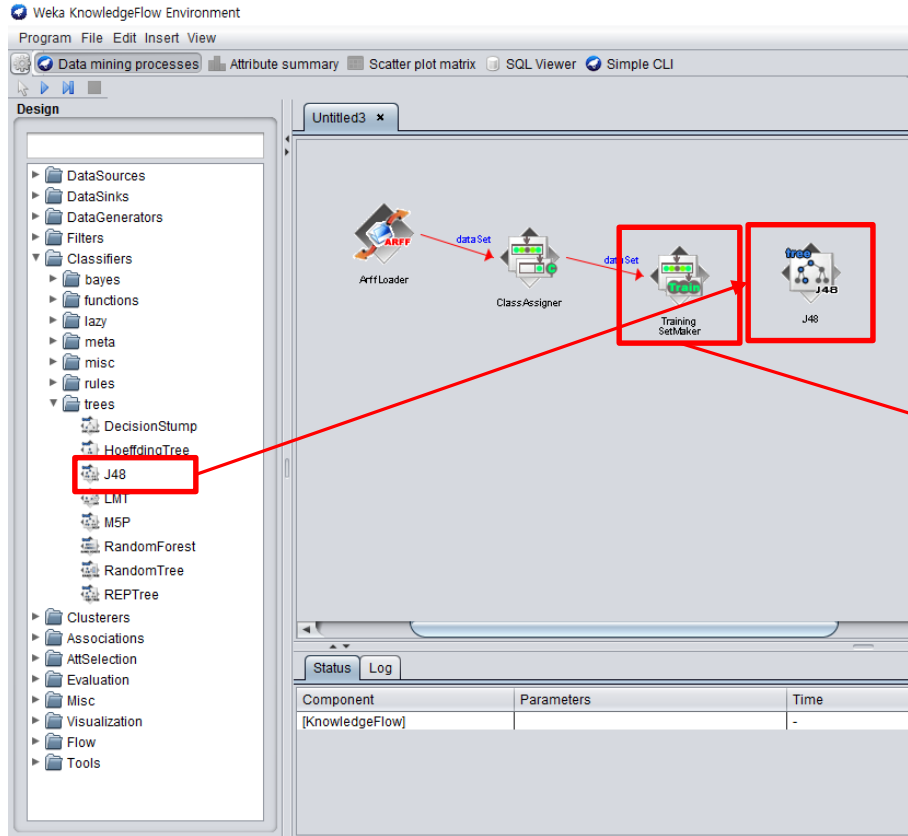 Weka KnowledgeFlow Environment
Program File Edit Insert View
Data mining processes Attribute summary Scatter plot matrix SQL Viewer Simple CLI
Design
Untitled3
DataSources
DataSinks
DataGenerators
Filters
Classifiers
bayes
functions
lazy
meta
misc
rules
trees
DecisionStump
HoeffdingTree
J48
LMT
M5P
RandomForest
RandomTree
REPTree
Clusterers
Associations
AttSelection
Evaluation
Misc
Visualization
Flow
Tools
ARFF
ArffLoader
dataSet
C
ClassAssigner
dataSet
Train
Training
SetMaker
tree
J48
J48
Status Log
Component Parameters Time
[KnowledgeFlow] -